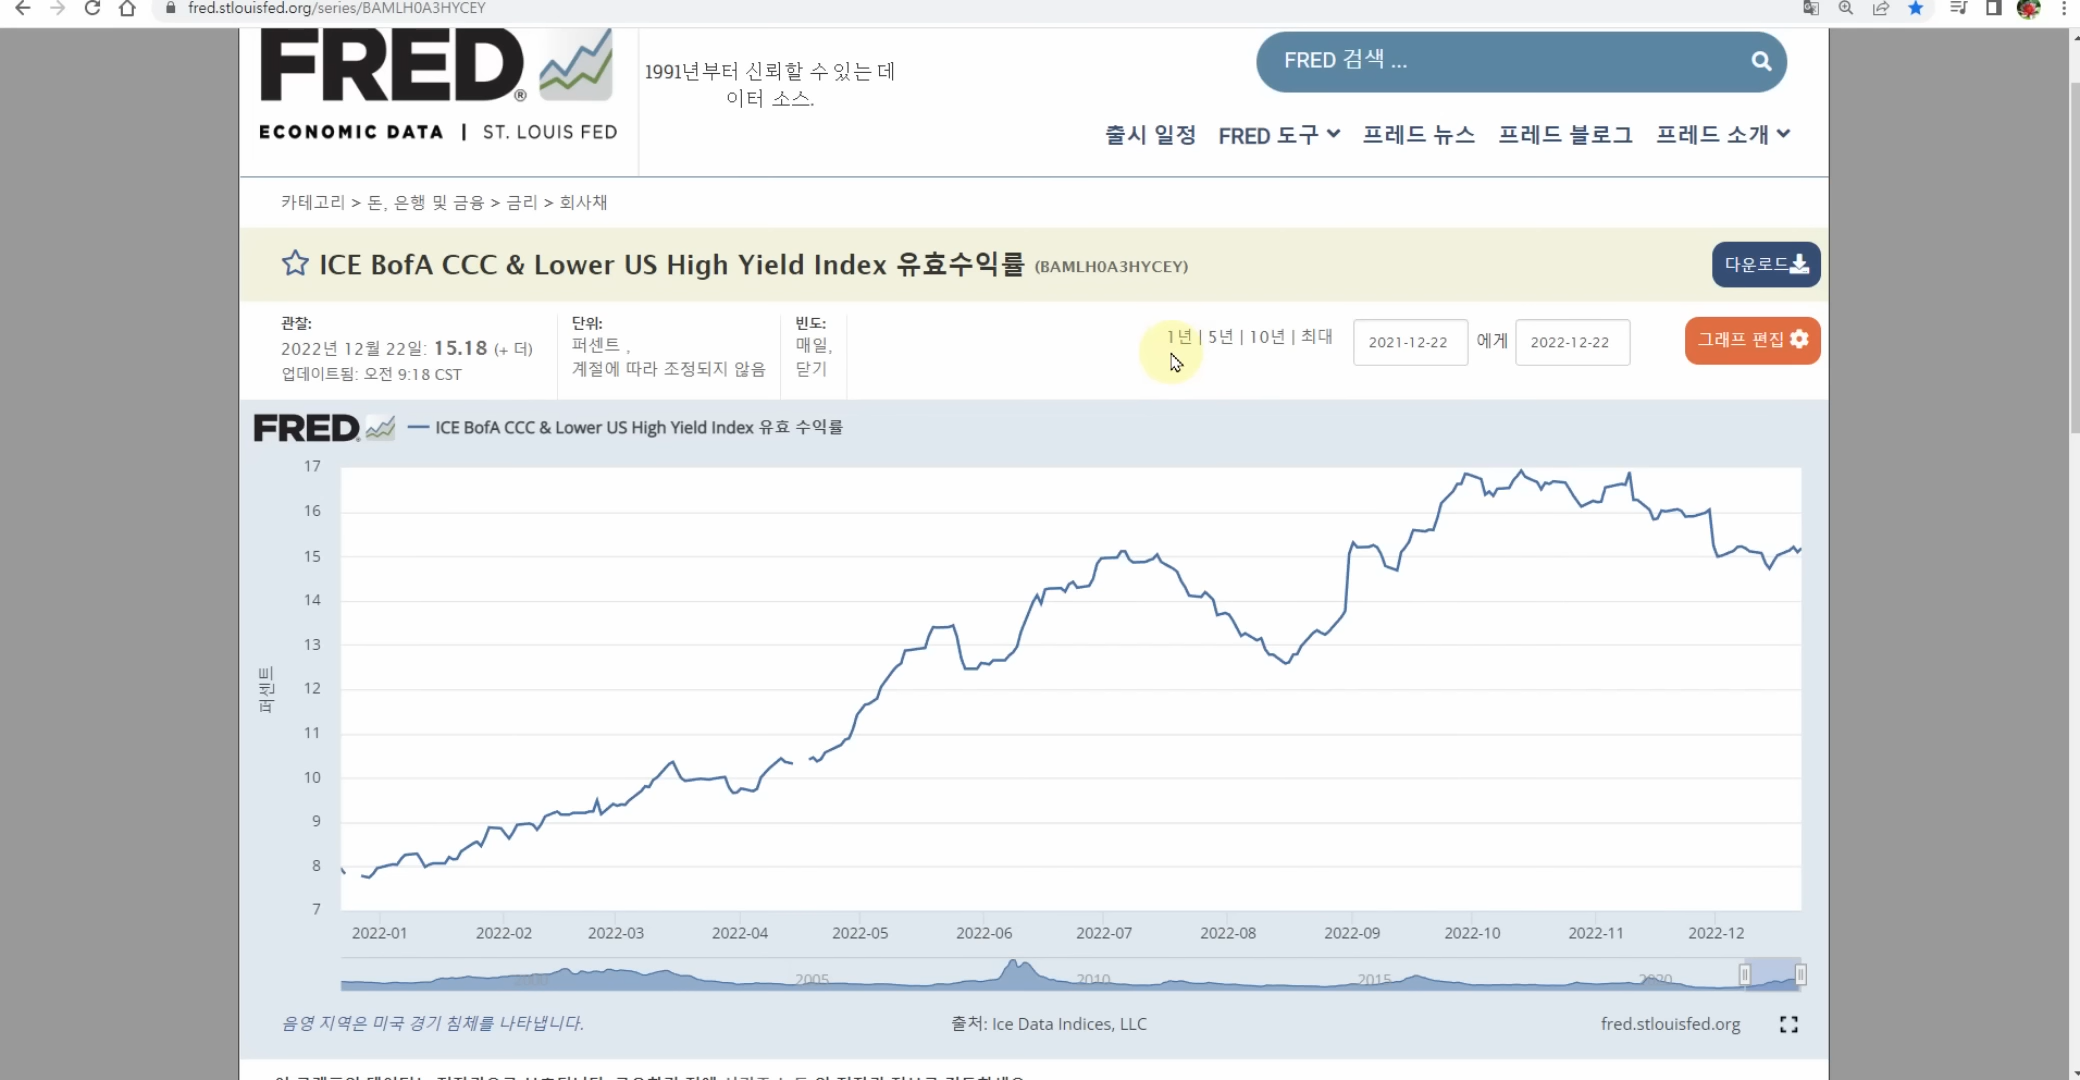 fred.stlouisfed.org/series/BAMLH0A3HYCEY
FRED®
ECONOMIC DATA | ST. LOUIS FED
1991년부터 신뢰할 수 있는 데
이터 소스.
FRED 검색 ...
출시 일정 FRED 도구 프레드 뉴스 프레드 블로그 프레드 소개
카테고리 > 돈, 은행 및 금융 > 금리 > 회사채
ICE BofA CCC & Lower US High Yield Index 유효수익률 (BAMLH0A3HYCEY)
다운로드
관찰:
2022년 12월 22일: 15.18 (+ 더)
업데이트됨: 오전 9:18 CST
단위:
퍼센트 ,
계절에 따라 조정되지 않음
빈도:
매일,
닫기
1년 | 5년 | 10년 | 최대
2021-12-22 에게 2022-12-22
그래프 편집
FRED ICE BofA CCC & Lower US High Yield Index 유효 수익률
17
16
15
14
13
12
11
10
9
8
7
퍼센트
2022-01 2022-02 2022-03 2022-04 2022-05 2022-06 2022-07 2022-08 2022-09 2022-10 2022-11 2022-12
2000 2005 2010 2015 2020
음영 지역은 미국 경기 침체를 나타냅니다.
출처: Ice Data Indices, LLC
fred.stlouisfed.org